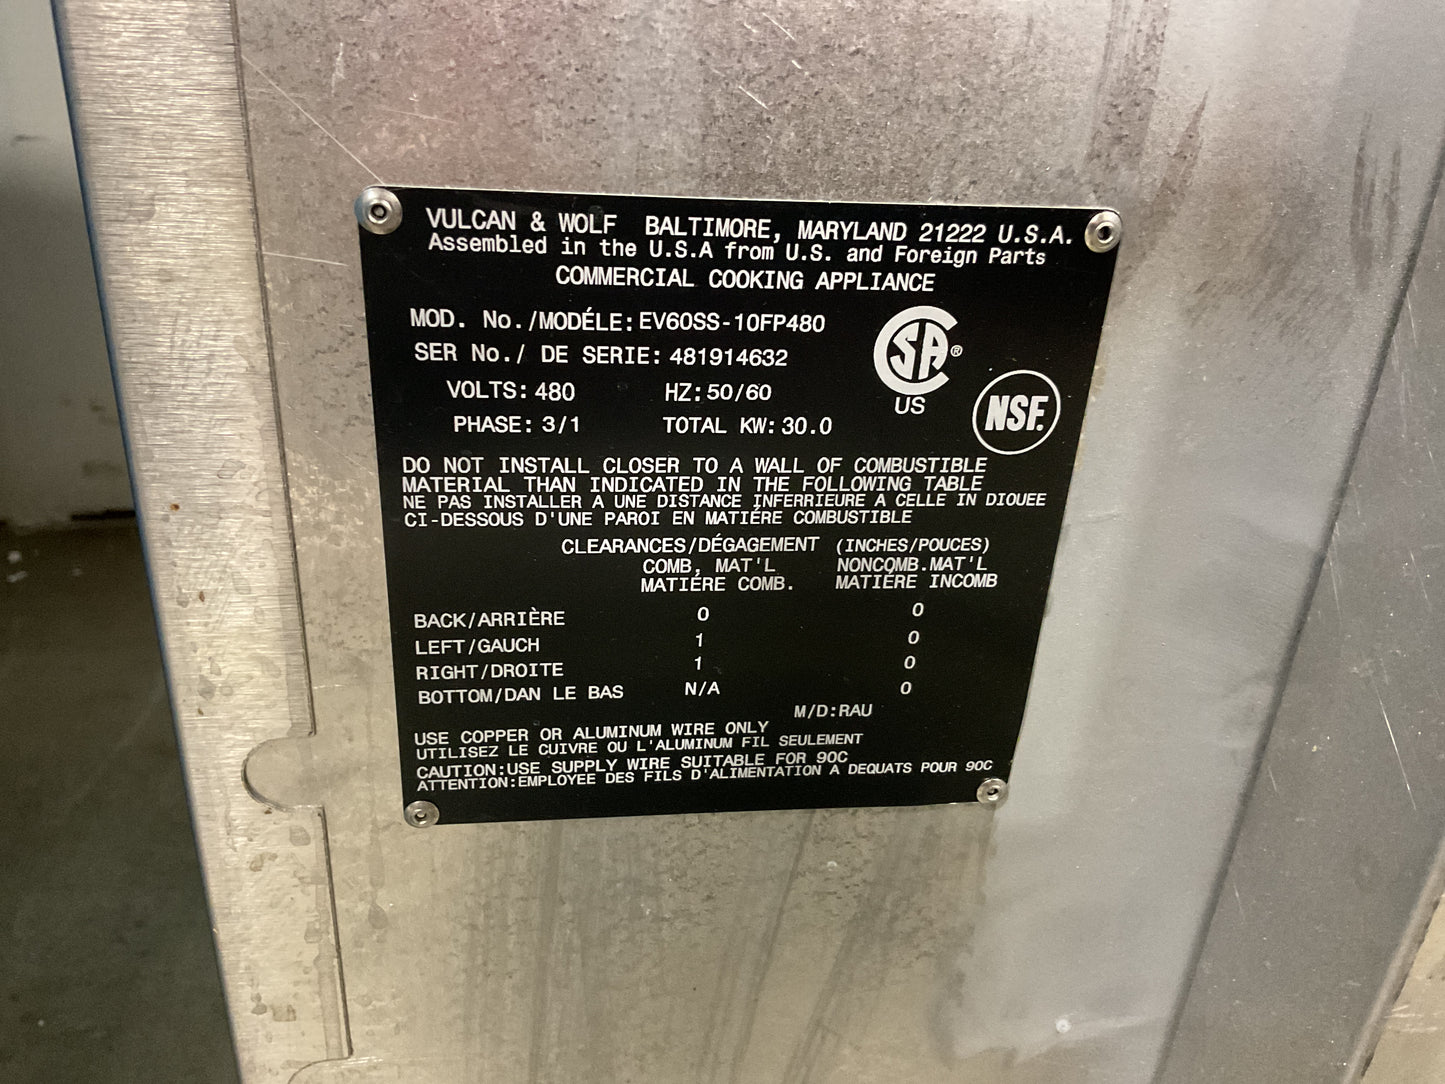 VULCAN & WOLF BALTIMORE, MARYLAND 21222 U.S.A.
Assembled in the U.S.A from U.S. and Foreign Parts
COMMERCIAL COOKING APPLIANCE
MOD. No./MODÉLE: EV60SS-10FP480
SER No./ DE SERIE: 481914632
VOLTS: 480 HZ: 50/60
PHASE: 3/1 TOTAL KW: 30.0
CSA ® US
NSF.
DO NOT INSTALL CLOSER TO A WALL OF COMBUSTIBLE
MATERIAL THAN INDICATED IN THE FOLLOWING TABLE
NE PAS INSTALLER A UNE DISTANCE INFERRIEURE A CELLE IN DIOUEE
CI-DESSOUS D'UNE PAROI EN MATIÉRE COMBUSTIBLE
CLEARANCES/DÉGAGEMENT (INCHES/POUCES)
COMB, MAT'L NONCOMB.MAT'L
MATIÉRE COMB. MATIÉRE INCOMB
BACK/ARRIÈRE 0 0
LEFT/GAUCH 1 0
RIGHT/DROITE 1 0
BOTTOM/DAN LE BAS N/A 0
M/D:RAU
USE COPPER OR ALUMINUM WIRE ONLY
UTILISEZ LE CUIVRE OU L'ALUMINUM FIL SEULEMENT
CAUTION:USE SUPPLY WIRE SUITABLE FOR 90C
ATTENTION:EMPLOYEE DES FILS D'ALIMENTATION A DEQUATS POUR 90C